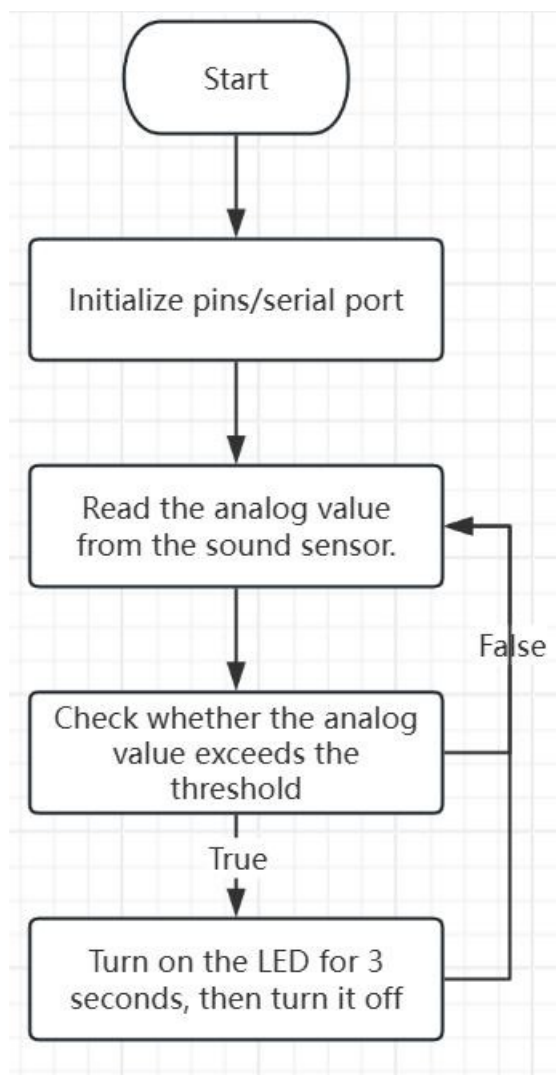 Start
Initialize pins/serial port
Read the analog value
from the sound sensor.
False
Check whether the analog
value exceeds the
threshold
True
Turn on the LED for 3
seconds, then turn it off